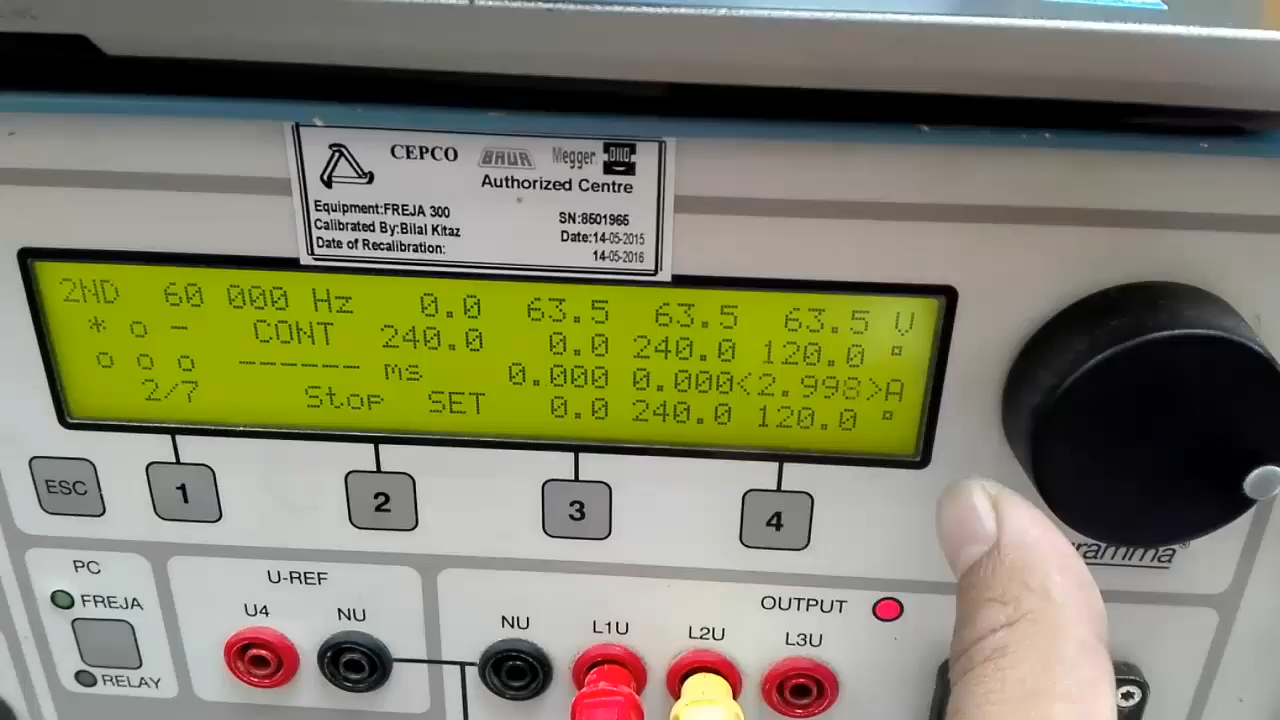 CEPCO BAUR Megger
Authorized Centre
Equipment:FREJA 300 SN:8501965
Calibrated By:Bilal Kitaz Date:14-05-2015
Date of Recalibration: 14-05-2016
2ND 60 000 Hz 0.0 63.5 63.5 63.5 V
* o - CONT 240.0 0.0 240.0 120.0 °
o o o ----- ms 0.000 0.000<2.998>A
2/7 Stop SET 0.0 240.0 120.0 °
ESC 1 2 3 4
ramma®
PC U-REF OUTPUT
FREJA U4 NU NU L1U L2U L3U
RELAY